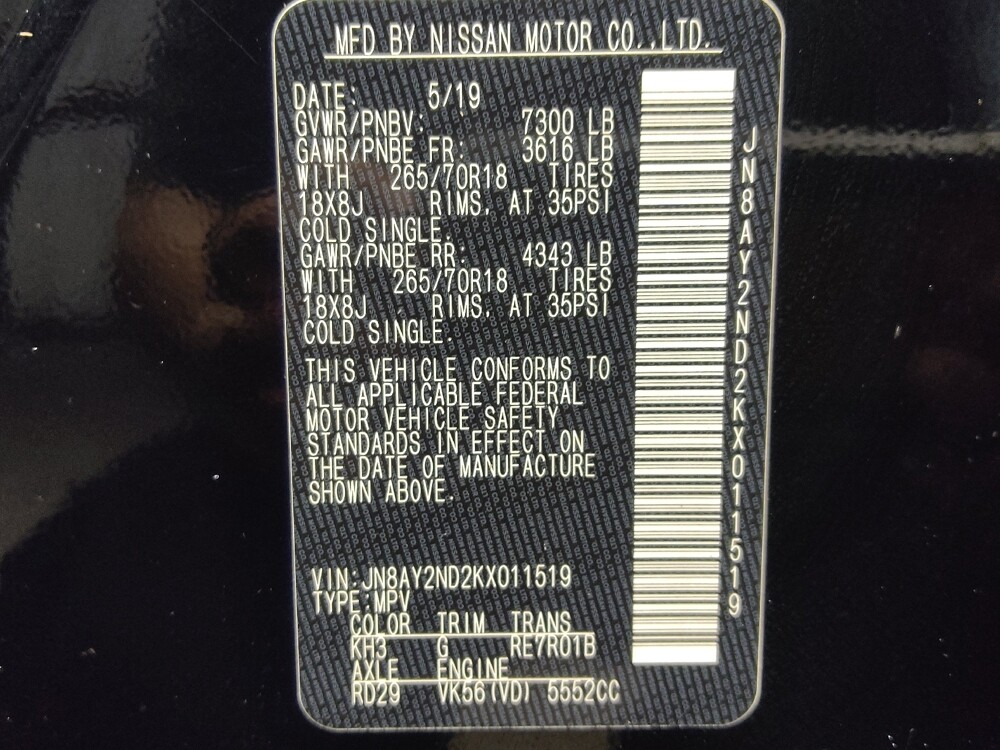 MFD BY NISSAN MOTOR CO.,LTD.
DATE: 5/19
GVWR/PNBV: 7300 LB
GAWR/PNBE FR: 3616 LB
WITH 265/70R18 TIRES
18X8J RIMS. AT 35PSI
COLD SINGLE.
GAWR/PNBE RR: 4343 LB
WITH 265/70R18 TIRES
18X8J RIMS. AT 35PSI
COLD SINGLE.
THIS VEHICLE CONFORMS TO
ALL APPLICABLE FEDERAL
MOTOR VEHICLE SAFETY
STANDARDS IN EFFECT ON
THE DATE OF MANUFACTURE
SHOWN ABOVE.
VIN:JN8AY2ND2KX011519
TYPE:MPV
COLOR TRIM TRANS
KH3 G RE7R01B
AXLE ENGINE
RD29 VK56(VD) 5552CC
JN8AY2ND2KX011519